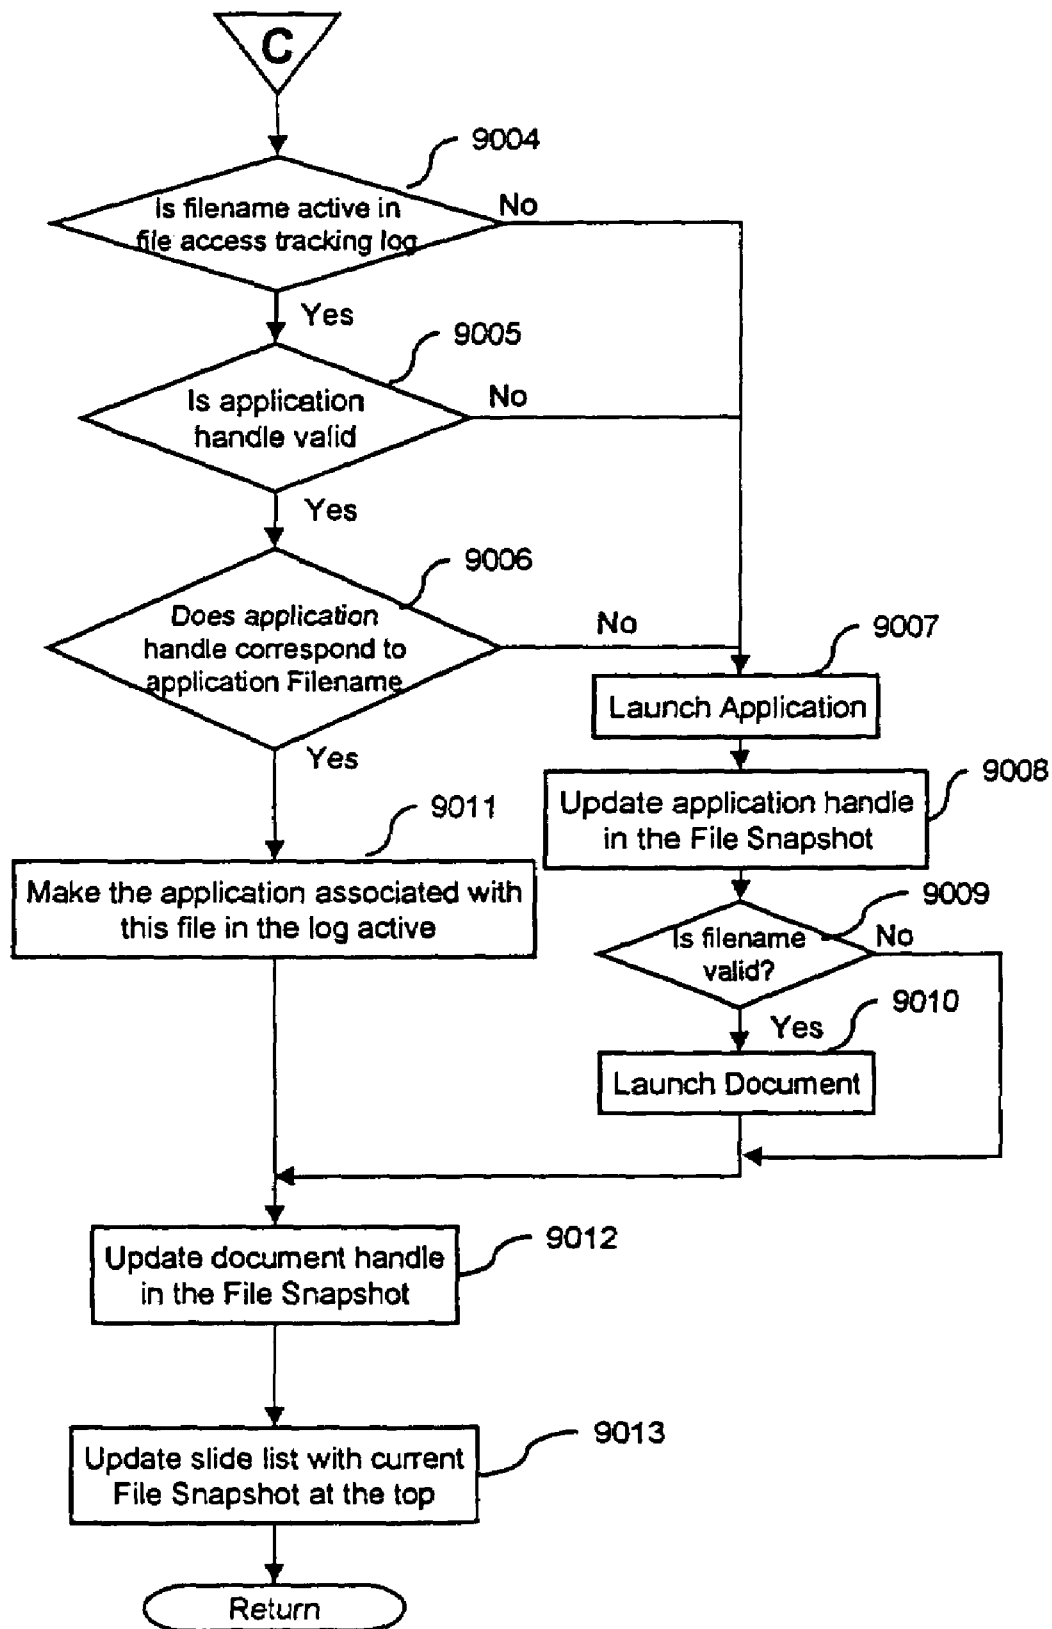 C
9004
Is filename active in
file access tracking log
No
Yes
9005
Is application
handle valid
No
Yes
9006
Does application
handle correspond to
application Filename
No
Yes
9007
Launch Application
9008
Update application handle
in the File Snapshot
9011
Make the application associated with
this file in the log active
9009
Is filename
valid?
No
Yes
9010
Launch Document
9012
Update document handle
in the File Snapshot
9013
Update slide list with current
File Snapshot at the top
Return